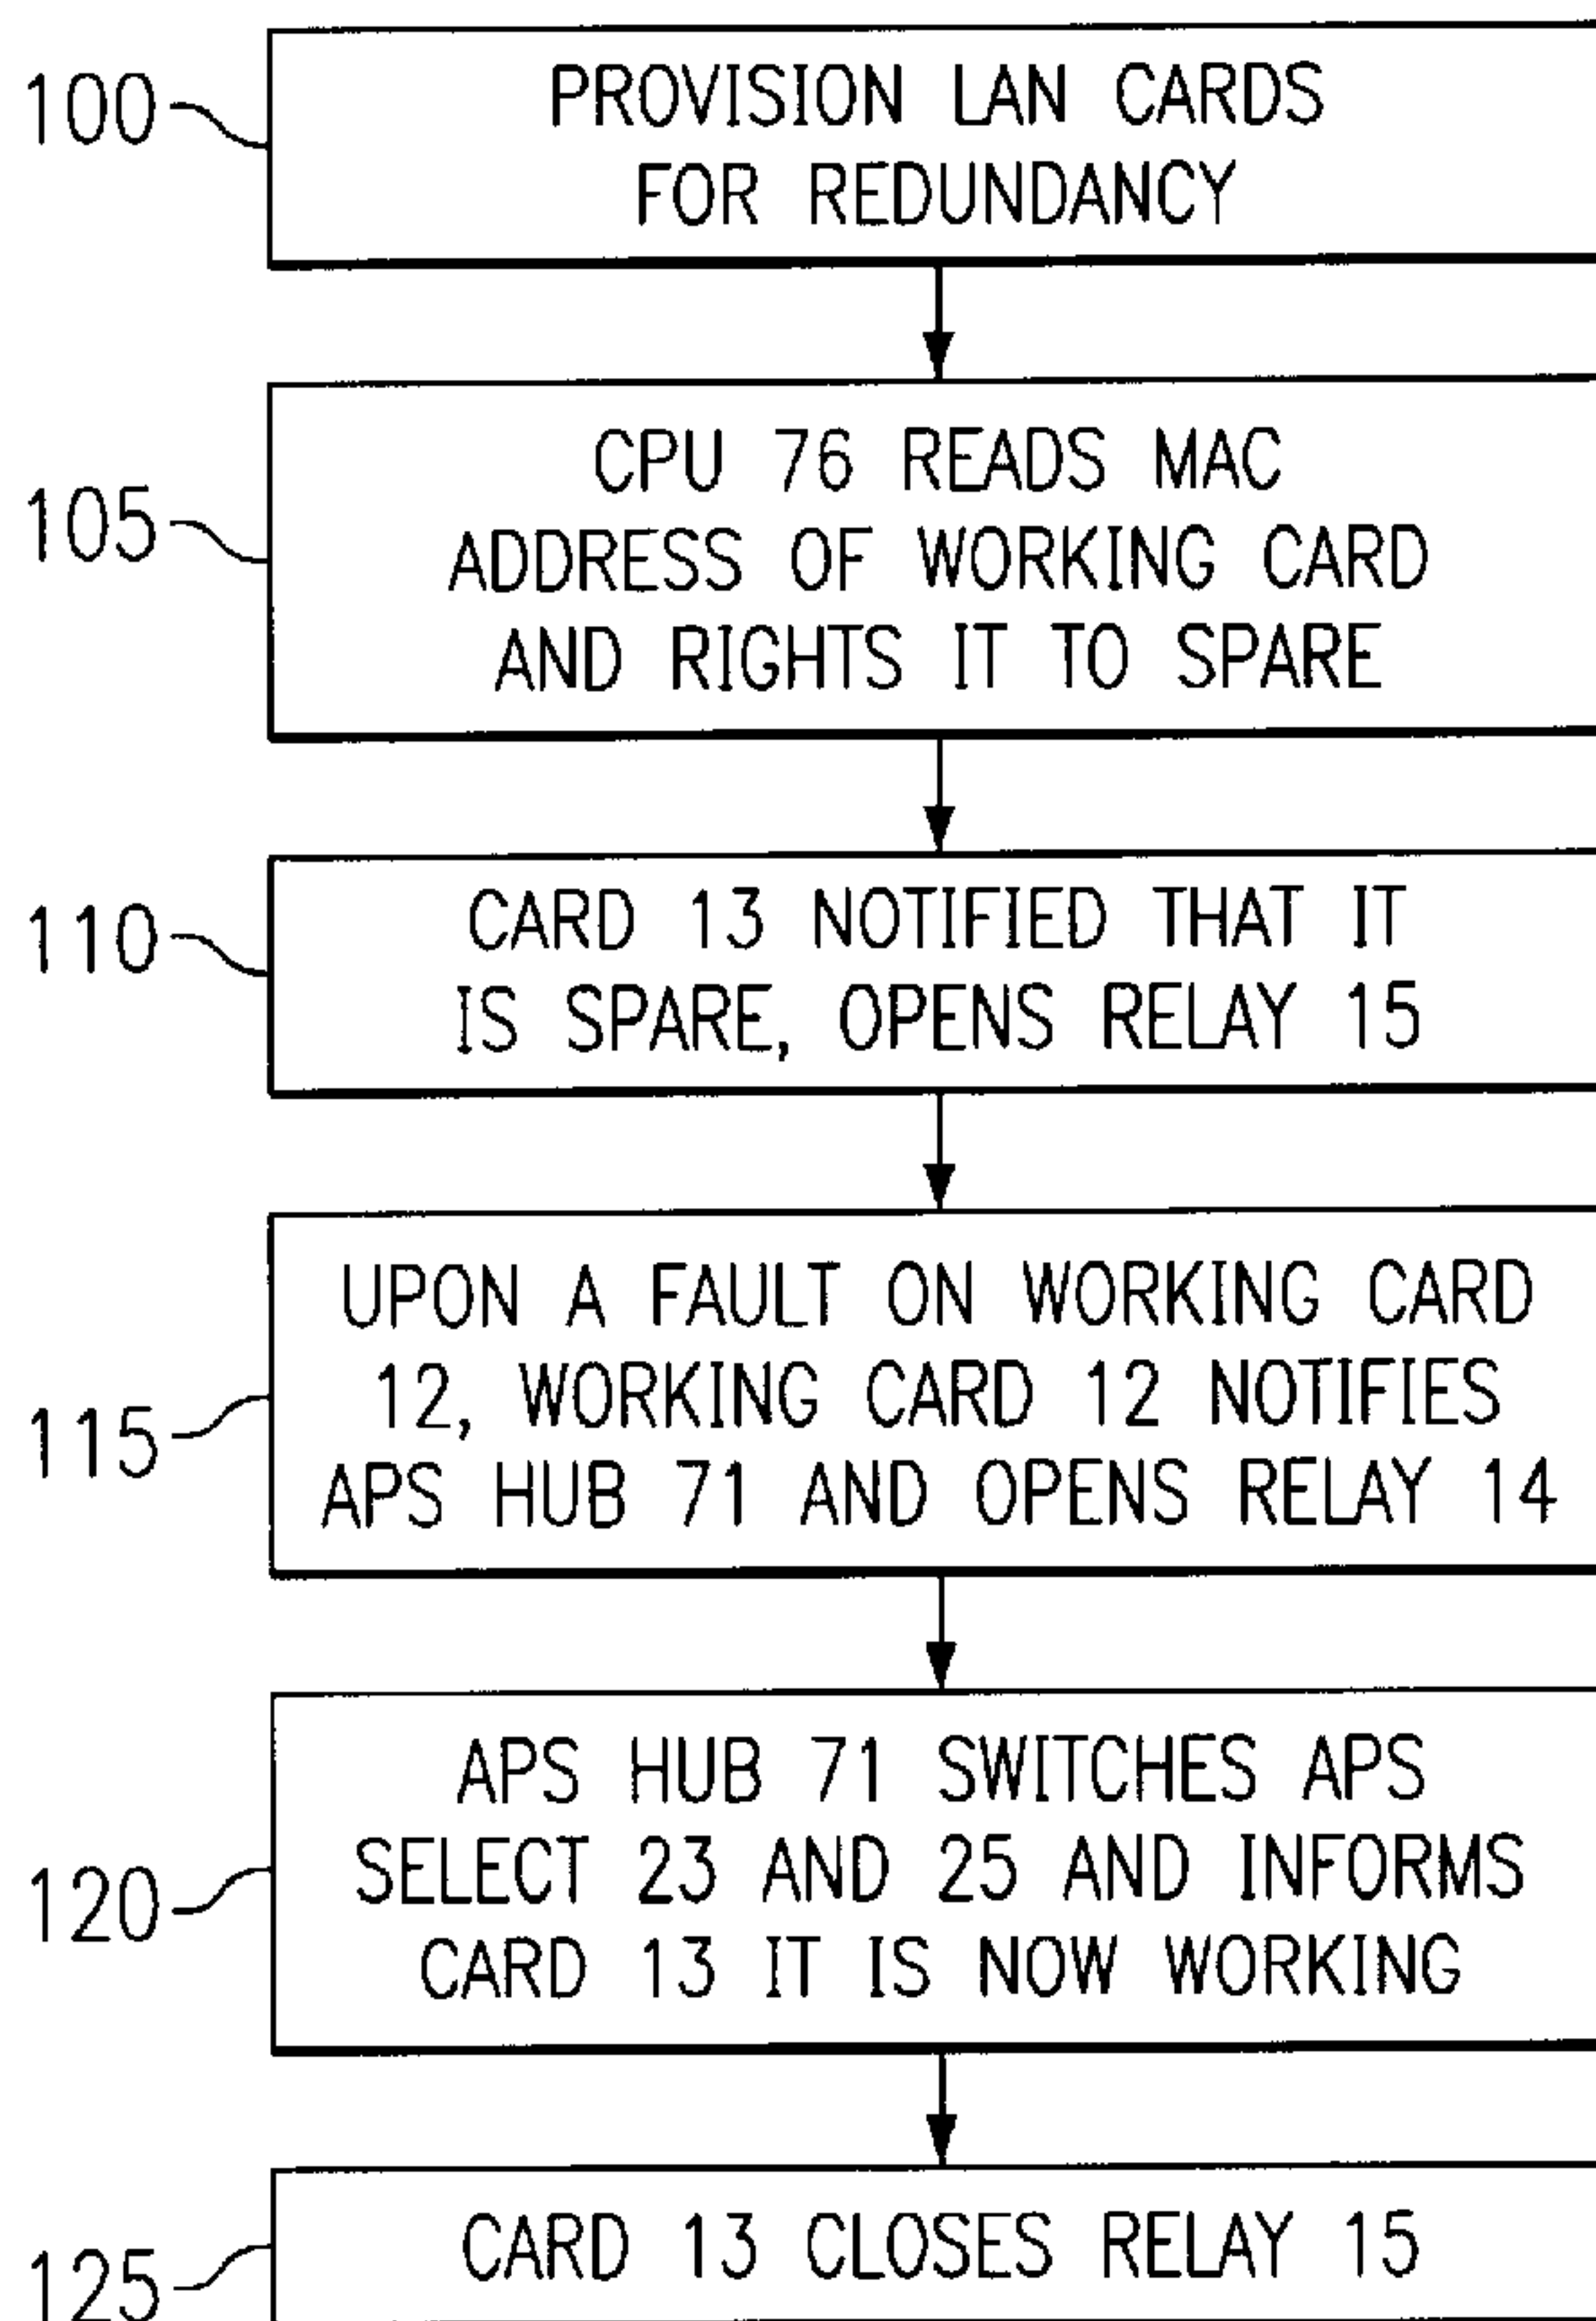 100
PROVISION LAN CARDS
FOR REDUNDANCY
105
CPU 76 READS MAC
ADDRESS OF WORKING CARD
AND RIGHTS IT TO SPARE
110
CARD 13 NOTIFIED THAT IT
IS SPARE, OPENS RELAY 15
115
UPON A FAULT ON WORKING CARD
12, WORKING CARD 12 NOTIFIES
APS HUB 71 AND OPENS RELAY 14
120
APS HUB 71 SWITCHES APS
SELECT 23 AND 25 AND INFORMS
CARD 13 IT IS NOW WORKING
125
CARD 13 CLOSES RELAY 15